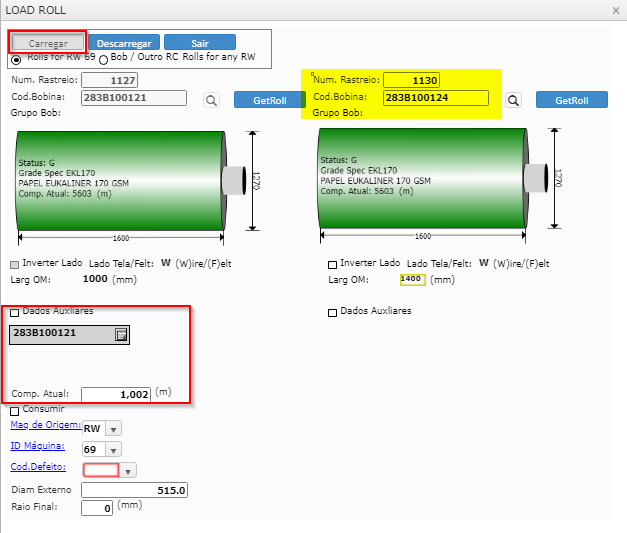 LOAD ROLL
×
Carregar Descarregar Sair
Rolls for RW 69 Bob / Outro RC Rolls for any RW
Num. Rastreio: 1127
Cod.Bobina: 283B100121 GetRoll
Grupo Bob:
Num. Rastreio: 1130
Cod.Bobina: 283B100124 GetRoll
Grupo Bob:
Status: G
Grade Spec EKL170
PAPEL EUKALINER 170 GSM
Comp. Atual: 5603 (m)
1270
1600
Status: G
Grade Spec EKL170
PAPEL EUKALINER 170 GSM
Comp. Atual: 5603 (m)
1270
1600
Inverter Lado Lado Tela/Felt: W (W)ire/(F)elt
Larg OM: 1000 (mm)
Inverter Lado Lado Tela/Felt: W (W)ire/(F)elt
Larg OM: 1400 (mm)
Dados Auxliares
Dados Auxliares
283B100121
Comp. Atual: 1,002 (m)
Consumir
Maq de Origem: RW
ID Máquina: 69
Cod.Defeito:
Diam Externo 515.0
Raio Final: 0 (mm)